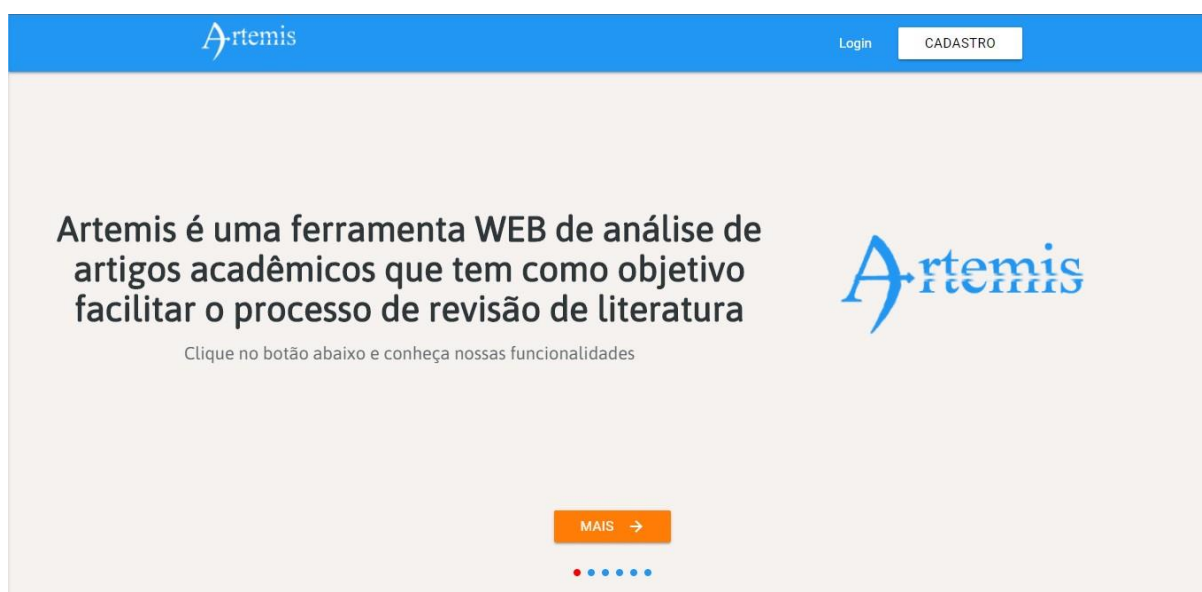 Artemis
Login
CADASTRO
Artemis é uma ferramenta WEB de análise de
artigos acadêmicos que tem como objetivo
facilitar o processo de revisão de literatura
Artemis
Clique no botão abaixo e conheça nossas funcionalidades
MAIS →